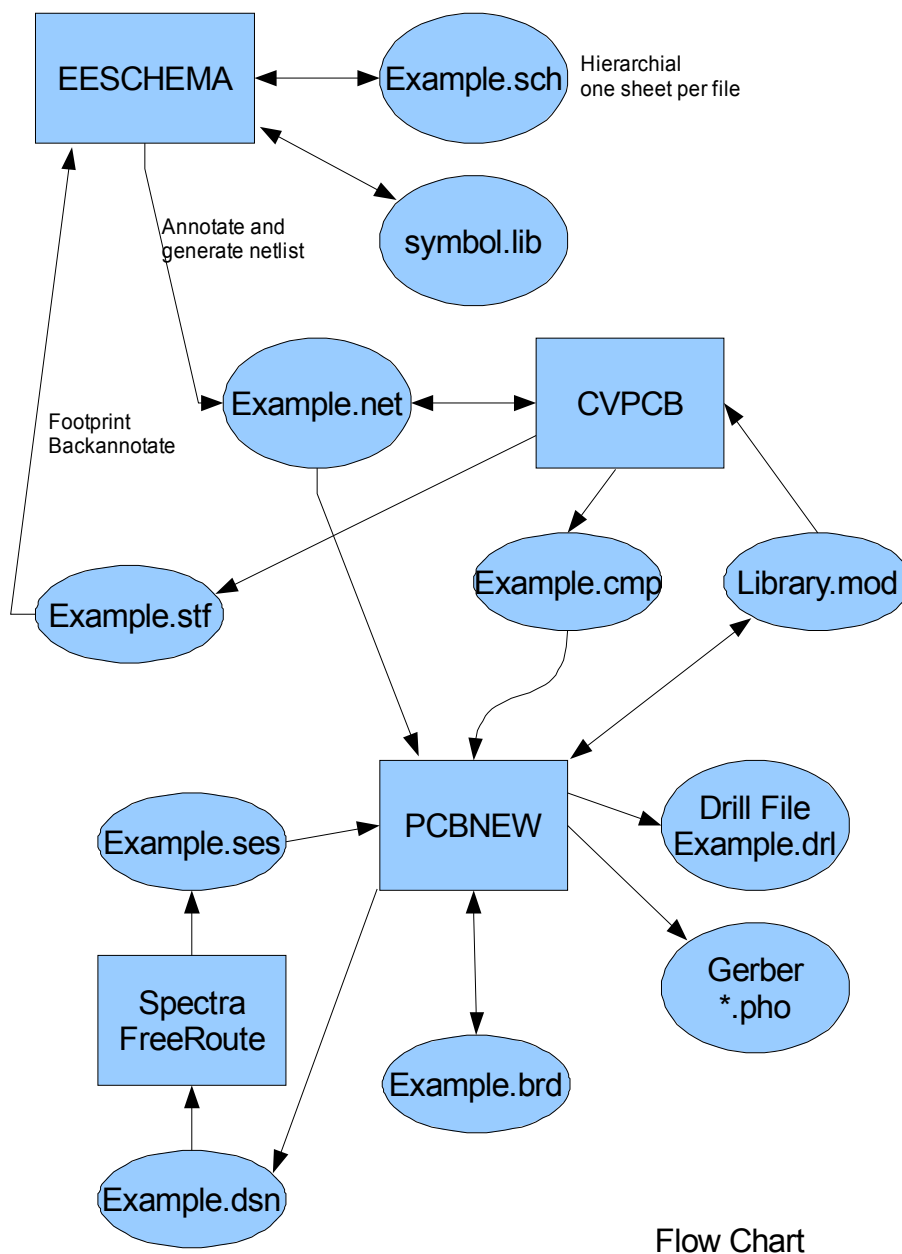 EESCHEMA
Example.sch
Hierarchial
one sheet per file
symbol.lib
Annotate and
generate netlist
Example.net
CVPCB
Footprint
Backannotate
Example.stf
Example.cmp
Library.mod
Example.ses
PCBNEW
Drill File
Example.drl
Gerber
*.pho
Spectra
FreeRoute
Example.brd
Example.dsn
Flow Chart